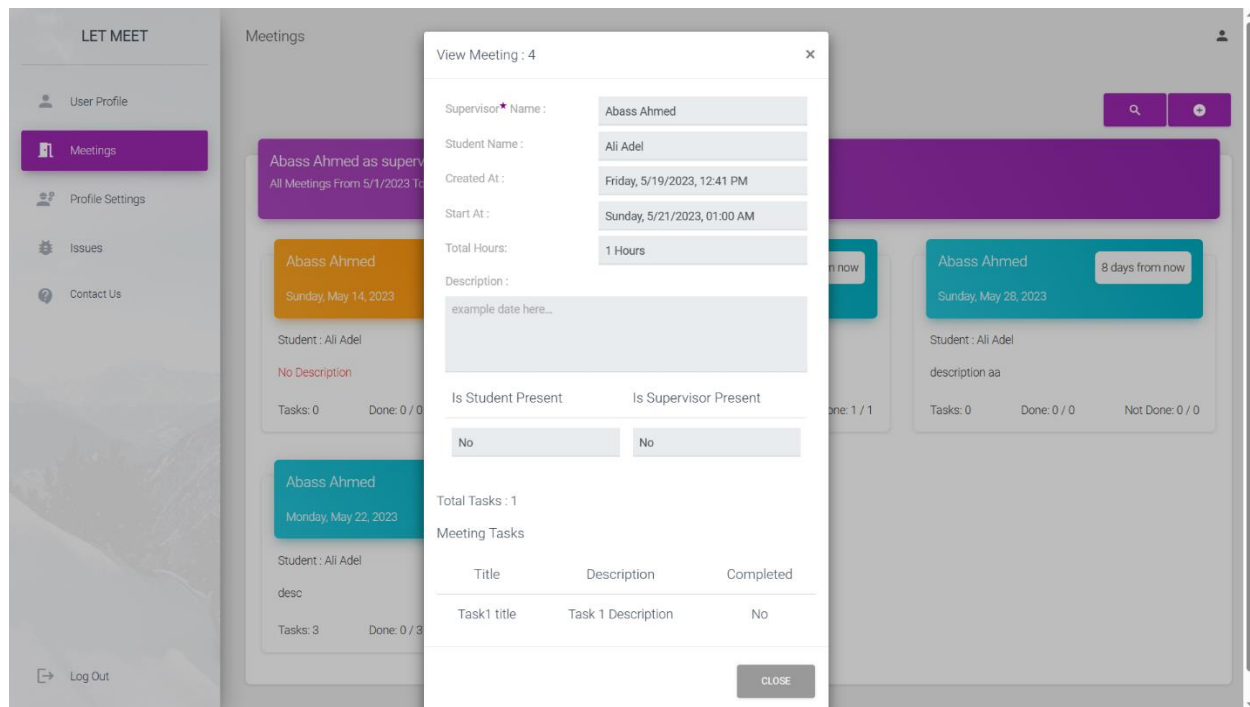 LET MEET
User Profile
Meetings
Profile Settings
Issues
Contact Us
Log Out
Meetings
Abass Ahmed as superv
All Meetings From 5/1/2023 To
Abass Ahmed
Sunday, May 14, 2023
Student : Ali Adel
No Description
Tasks: 0 Done: 0 / 0
Abass Ahmed
Monday, May 22, 2023
Student : Ali Adel
desc
Tasks: 3 Done: 0 / 3
View Meeting : 4 ×
Supervisor★ Name : Abass Ahmed
Student Name : Ali Adel
Created At : Friday, 5/19/2023, 12:41 PM
Start At : Sunday, 5/21/2023, 01:00 AM
Total Hours: 1 Hours
Description :
example date here...
Is Student Present Is Supervisor Present
No No
Total Tasks : 1
Meeting Tasks
Title Description Completed
Task1 title Task 1 Description No
CLOSE
m now
one: 1 / 1
Abass Ahmed
8 days from now
Sunday, May 28, 2023
Student : Ali Adel
description aa
Tasks: 0 Done: 0 / 0 Not Done: 0 / 0